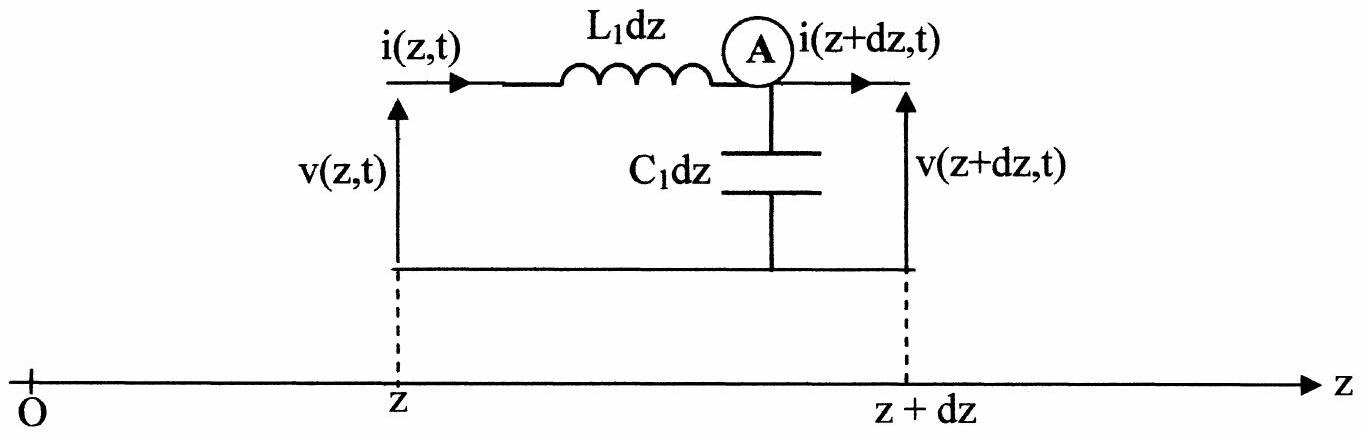 L₁dz
i(z,t)
A
i(z+dz,t)
v(z,t)
C₁dz
v(z+dz,t)
O
z
z + dz
z